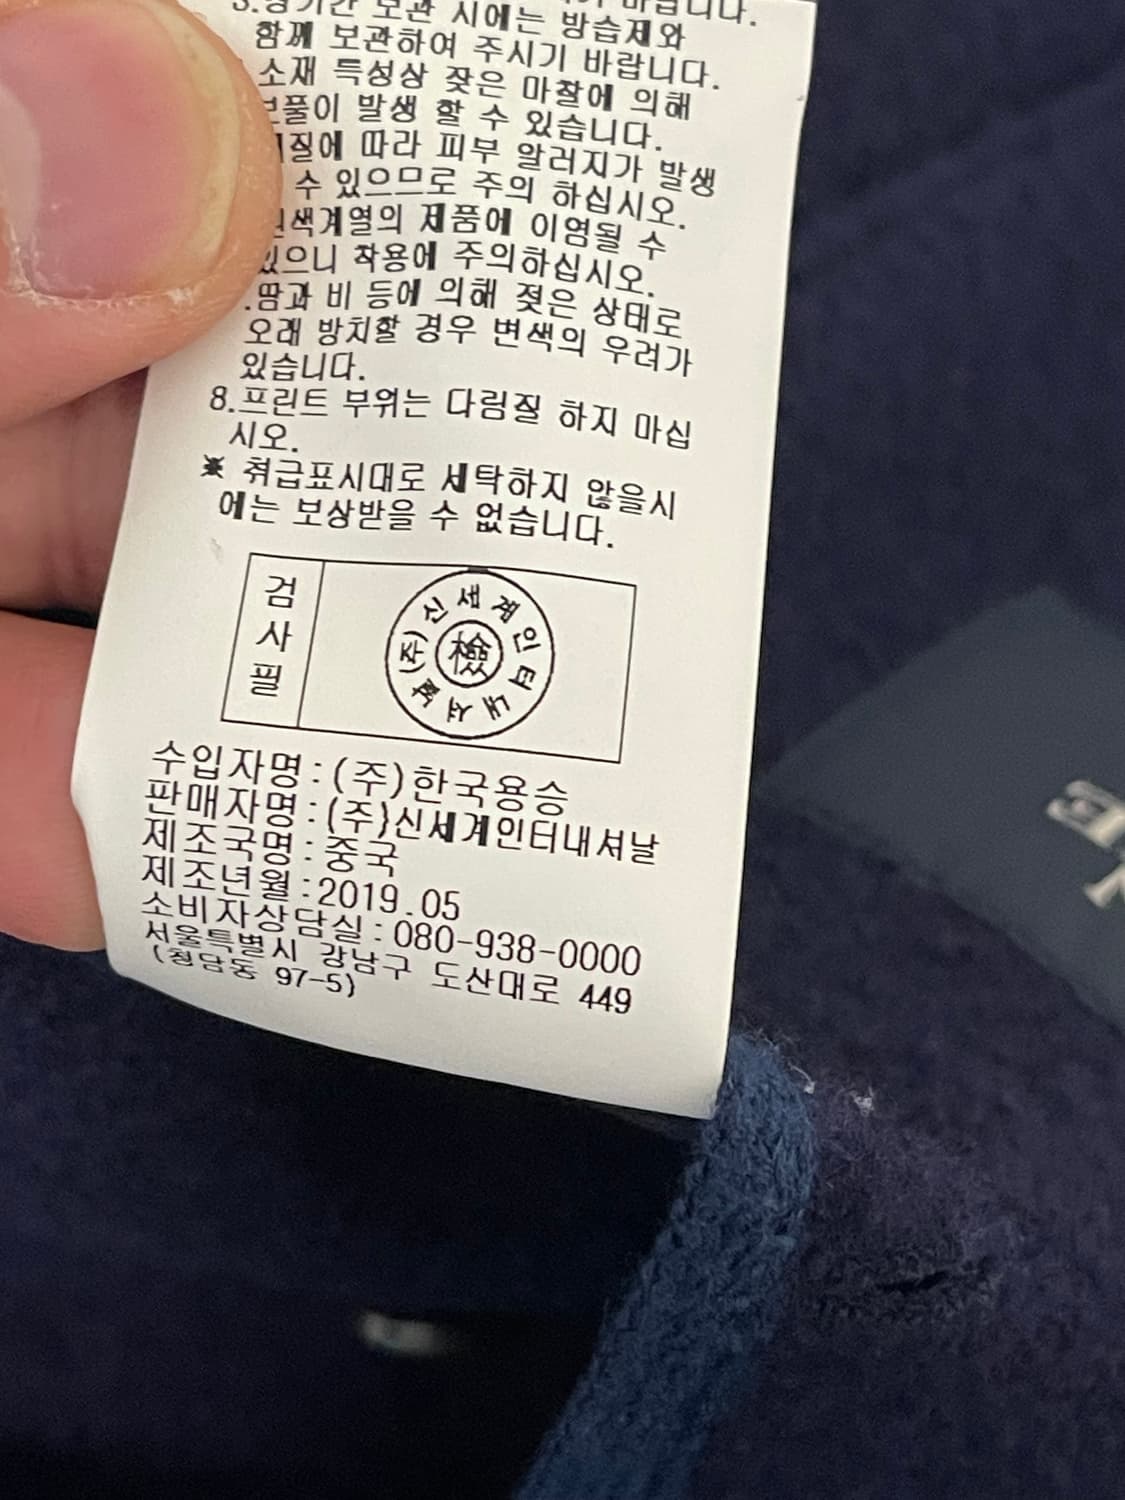 보관 시에는 방습제와
함께 보관하여 주시기 바랍니다.
소재 특성상 잦은 마찰에 의해
발생 할 수 있습니다.
따라 피부 알러지가 발생
수 있으므로 주의 하십시오.
제품에 이염될 수
착용에 주의하십시오.
.땀과 비 등에 의해 젖은 상태로
오래 방치할 경우 변색의 우려가
있습니다.
8.프린트 부위는 다림질 하지 마십
시오.
※ 취급표시대로 세탁하지 않을시
에는 보상받을 수 없습니다.
검사필
(주)신세계인터내셔날
檢
수입자명:(주)한국용승
판매자명:(주)신세계인터내셔날
제조국명:중국
제조년월:2019.05
소비자상담실:080-938-0000
서울특별시 강남구 도산대로 449
(청담동 97-5)